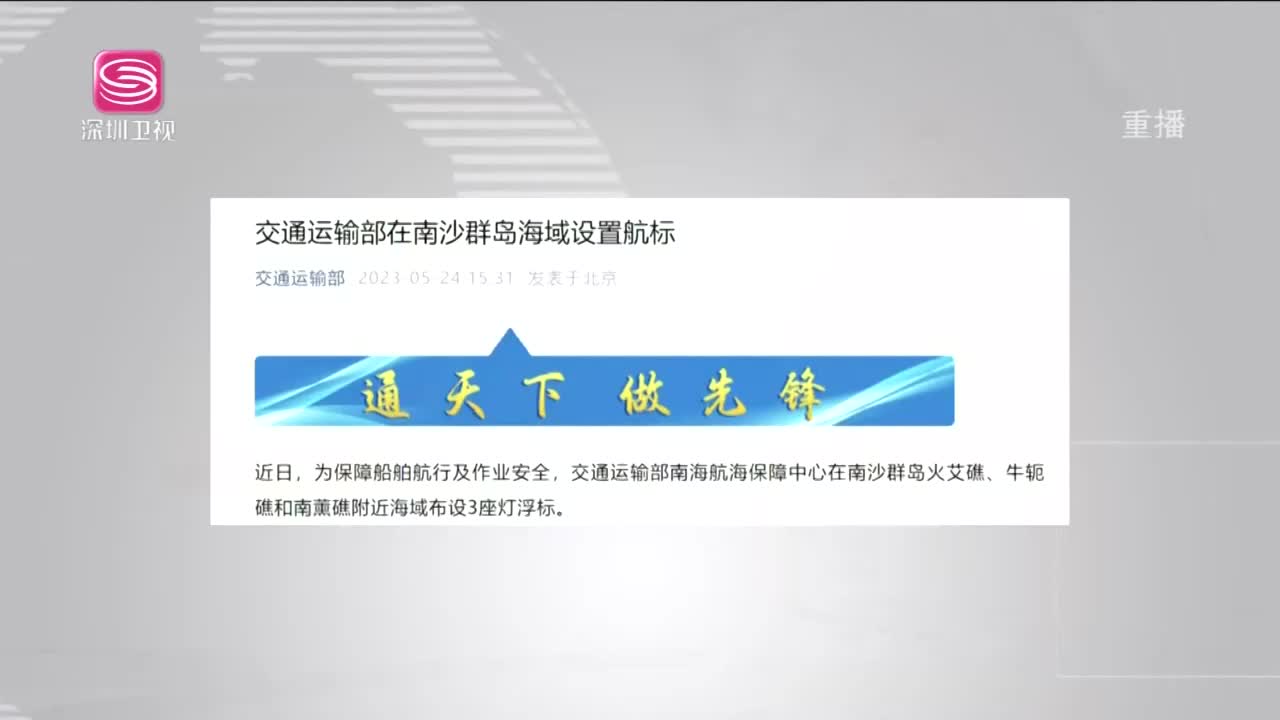 深圳卫视
重播
交通运输部在南沙群岛海域设置航标
交通运输部 2023-05-24 15:31 发表于北京
通天下 做先锋
近日，为保障船舶航行及作业安全，交通运输部南海航海保障中心在南沙群岛火艾礁、牛轭
礁和南薰礁附近海域布设3座灯浮标。